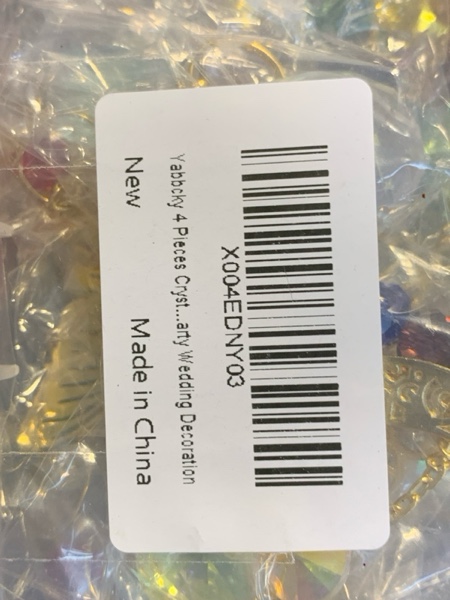 X004EDNY03
Yabbcky 4 Pieces Cryst...arty Wedding Decoration
New
Made in China